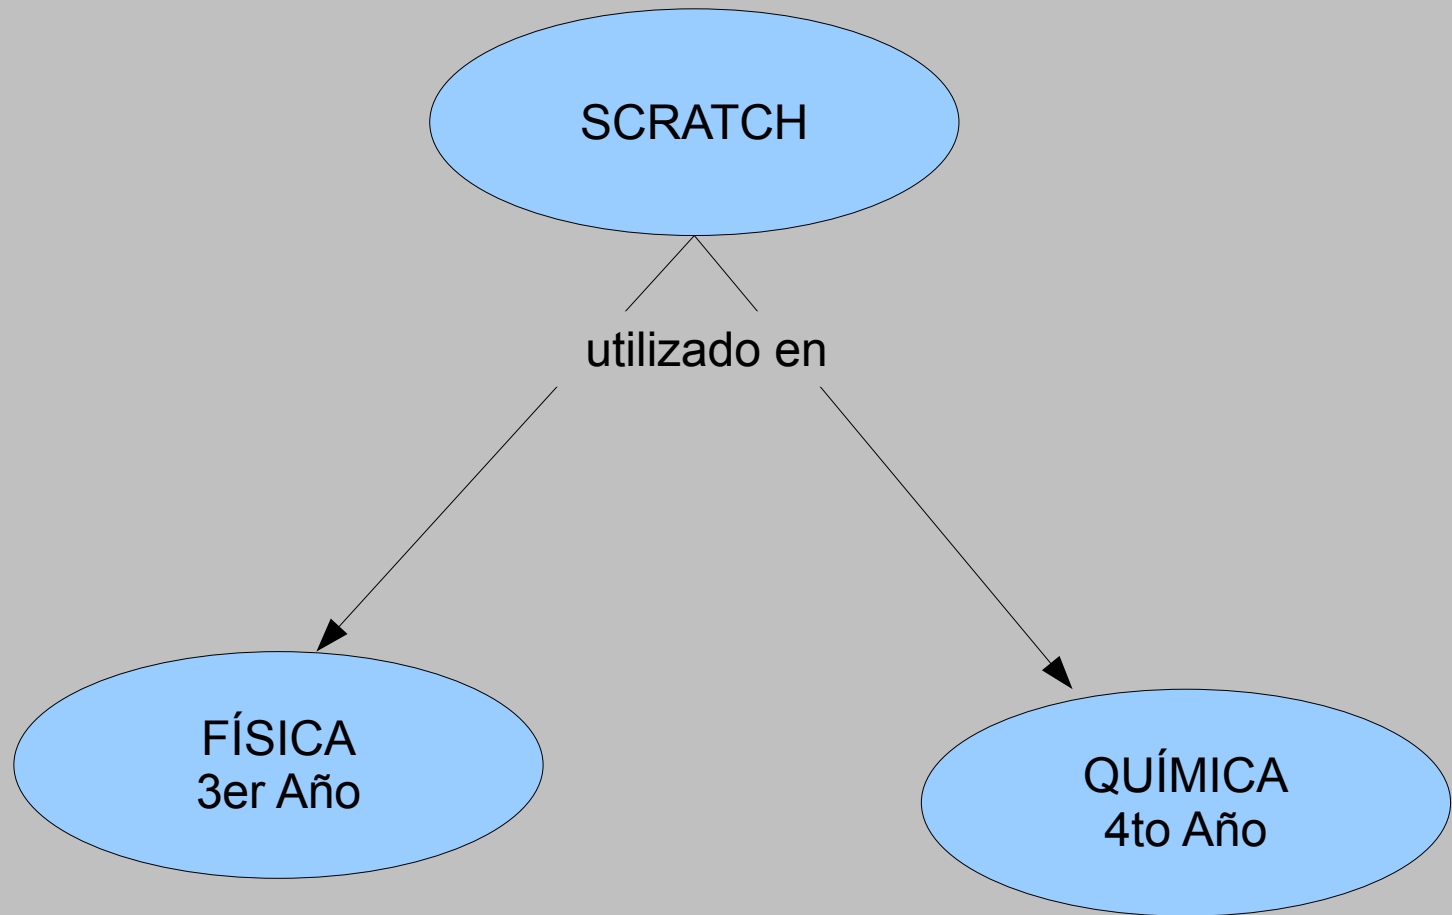 SCRATCH
utilizado en
FÍSICA
3er Año
QUÍMICA
4to Año